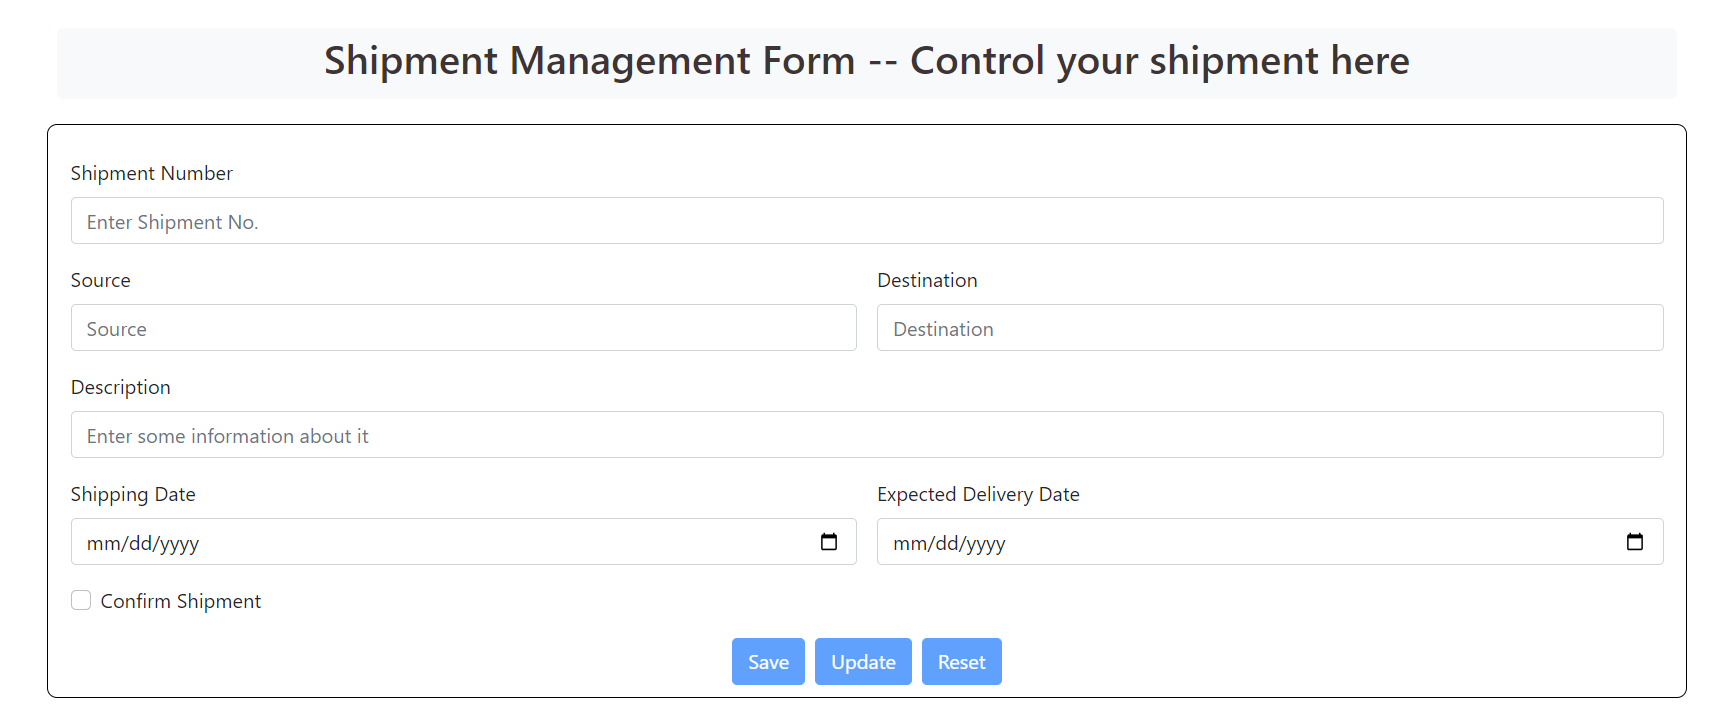 Shipment Management Form -- Control your shipment here
Shipment Number
Enter Shipment No.
Source Destination
Source Destination
Description
Enter some information about it
Shipping Date Expected Delivery Date
mm/dd/yyyy mm/dd/yyyy
Confirm Shipment
Save Update Reset